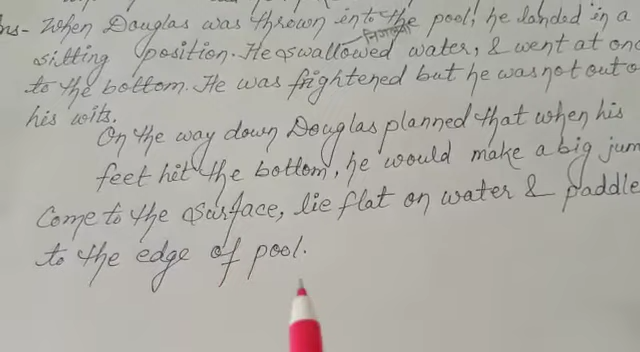 Ans- When Douglas was thrown into the pool, he landed in a
sitting position. He swallowed water, & went at
to the bottom. He was frightened but he was not out
his wits.
On the way down Douglas planned that when his
feet hit the bottom, he would make a big
Come to the surface, lie flat on water & paddle
to the edge of pool.